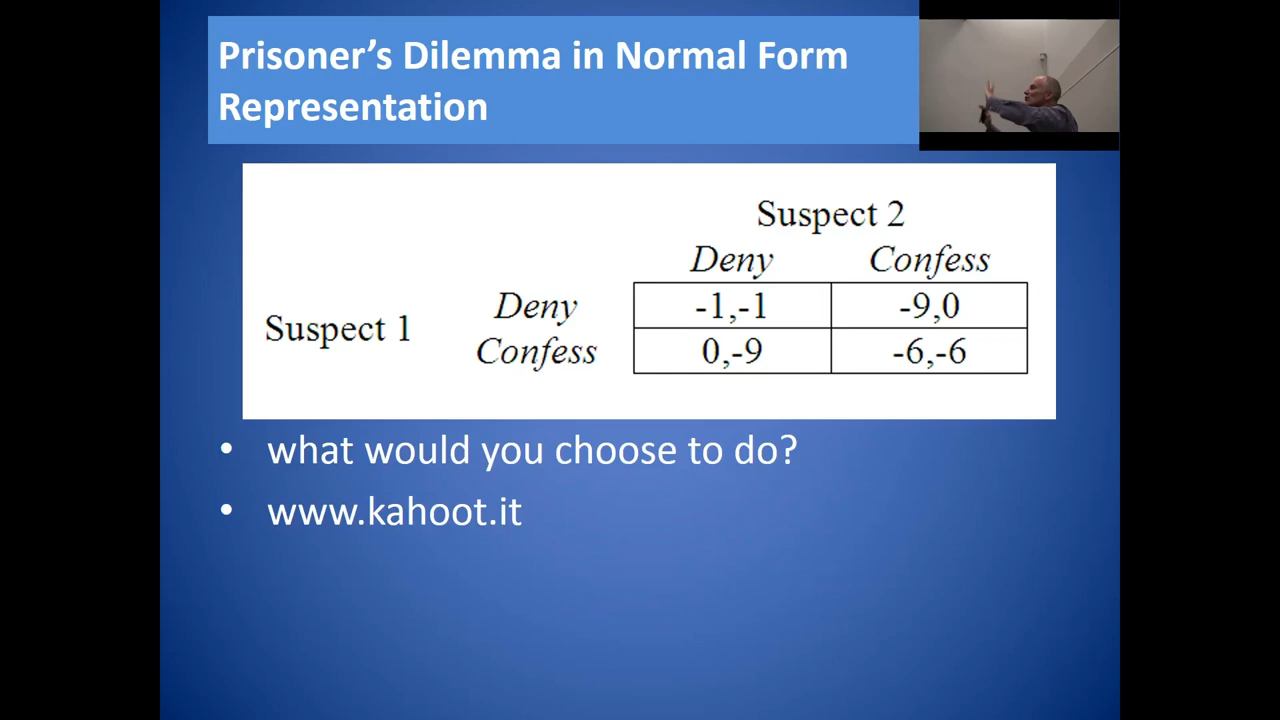 Prisoner’s Dilemma in Normal Form
Representation
Suspect 2
Deny Confess
Deny -1,-1 -9,0
Suspect 1
Confess 0,-9 -6,-6
• what would you choose to do?
• www.kahoot.it